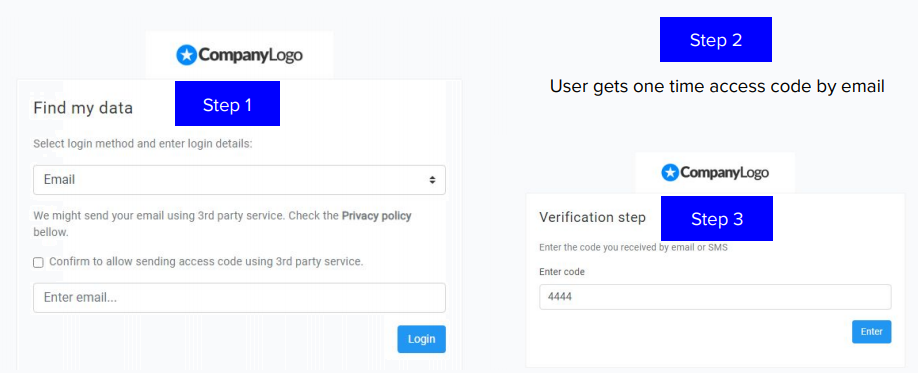 CompanyLogo
Find my data
Step 1
Select login method and enter login details:
Email
We might send your email using 3rd party service. Check the Privacy policy
bellow.
Confirm to allow sending access code using 3rd party service.
Enter email...
Login
Step 2
User gets one time access code by email
CompanyLogo
Verification step
Step 3
Enter the code you received by email or SMS
Enter code
4444
Enter